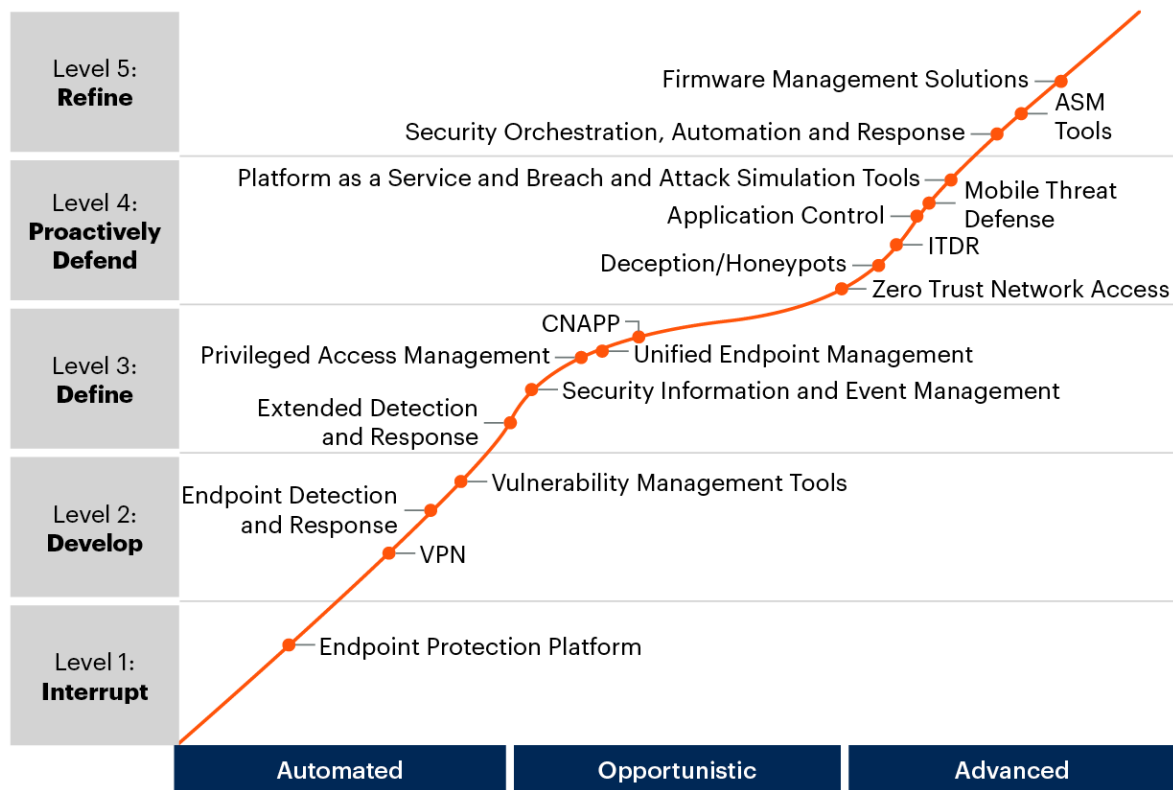 Level 5:
Refine
Firmware Management Solutions
ASM
Tools
Security Orchestration, Automation and Response
Level 4:
Proactively
Defend
Platform as a Service and Breach and Attack Simulation Tools
Mobile Threat
Defense
Application Control
ITDR
Deception/Honeypots
Zero Trust Network Access
Level 3:
Define
CNAPP
Privileged Access Management
Unified Endpoint Management
Security Information and Event Management
Extended Detection
and Response
Level 2:
Develop
Vulnerability Management Tools
Endpoint Detection
and Response
VPN
Level 1:
Interrupt
Endpoint Protection Platform
Automated
Opportunistic
Advanced